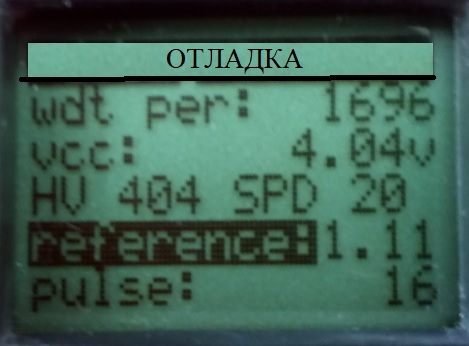 ОТЛАДКА
wdt per: 1696
vcc: 4.04v
HV 404 SPD 20
reference:1.11
pulse: 16